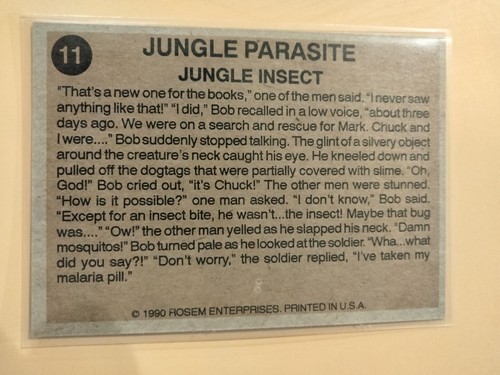 11
JUNGLE PARASITE
JUNGLE INSECT
"That's a new one for the books," one of the men said. "I never saw
anything like that!" "I did," Bob recalled in a low voice, "about three
days ago. We were on a search and rescue for Mark. Chuck and
I were...." Bob suddenly stopped talking. The glint of a silvery object
around the creature's neck caught his eye. He kneeled down and
pulled off the dogtags that were partially covered with slime. "Oh,
God!" Bob cried out, "it's Chuck!" The other men were stunned.
"How is it possible?" one man asked. "I don't know," Bob said.
"Except for an insect bite, he wasn't...the insect! Maybe that bug
was...." "Ow!" the other man yelled as he slapped his neck. "Damn
mosquitos!" Bob turned pale as he looked at the soldier. "Wha...what
did you say?!" "Don't worry," the soldier replied, "I've taken my
malaria pill."
© 1990 ROSEM ENTERPRISES. PRINTED IN U.S.A.